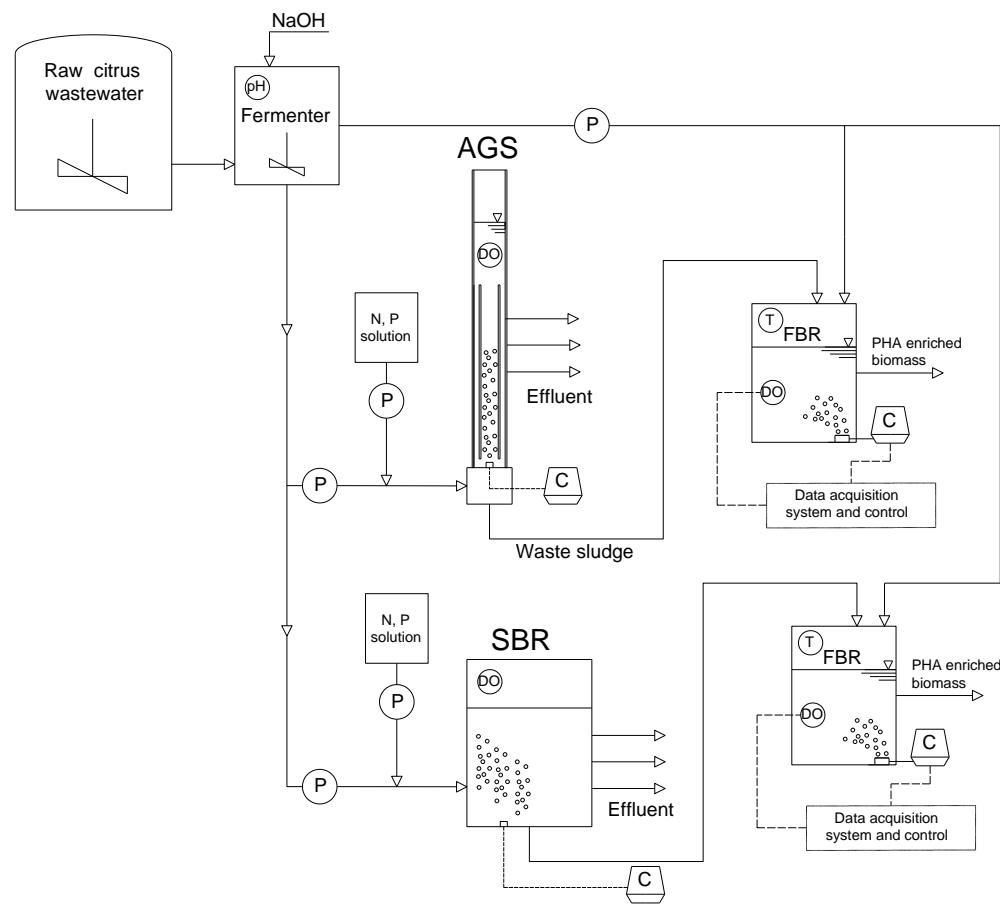 NaOH
Raw citrus
wastewater
pH
Fermenter
P
AGS
DO
N, P
solution
P
Effluent
P
C
Waste sludge
T
FBR
PHA enriched
biomass
DO
C
Data acquisition
system and control
N, P
solution
P
SBR
DO
P
Effluent
C
T
FBR
PHA enriched
biomass
DO
C
Data acquisition
system and control